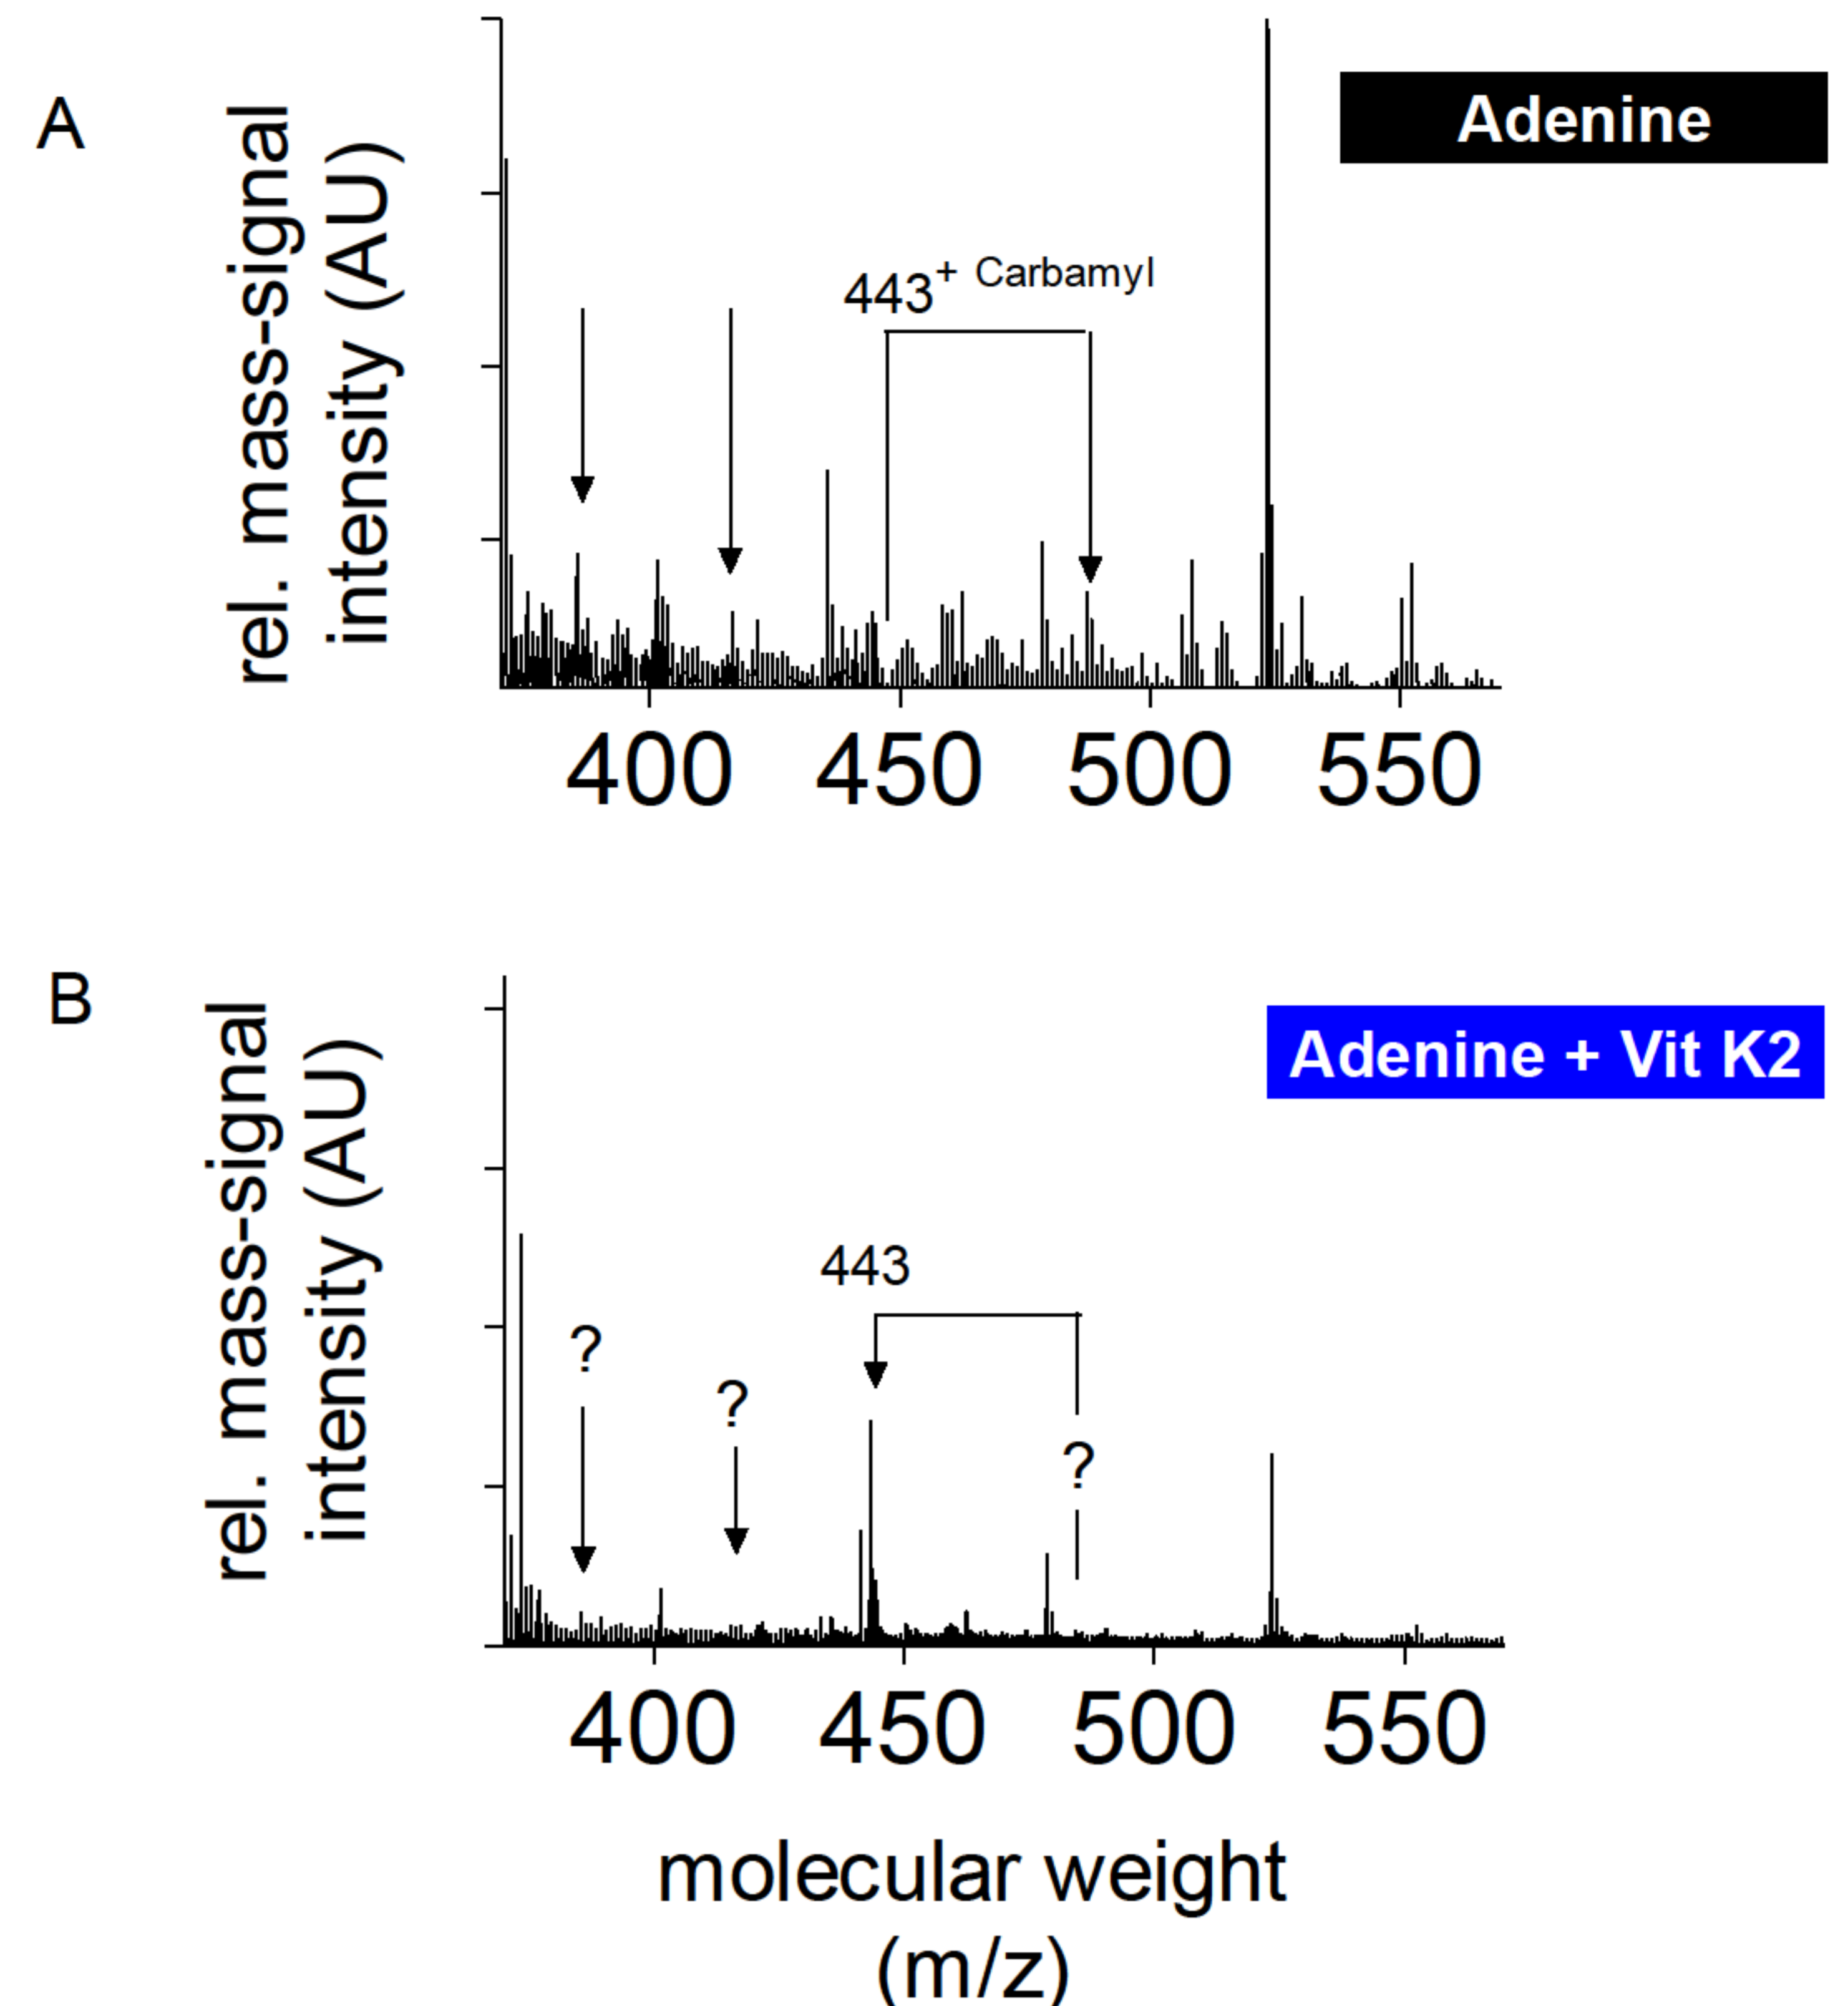 A
Adenine
rel. mass-signal
intensity (AU)
443+ Carbamyl
400 450 500 550
B
Adenine + Vit K2
rel. mass-signal
intensity (AU)
443
?
?
?
400 450 500 550
molecular weight
(m/z)